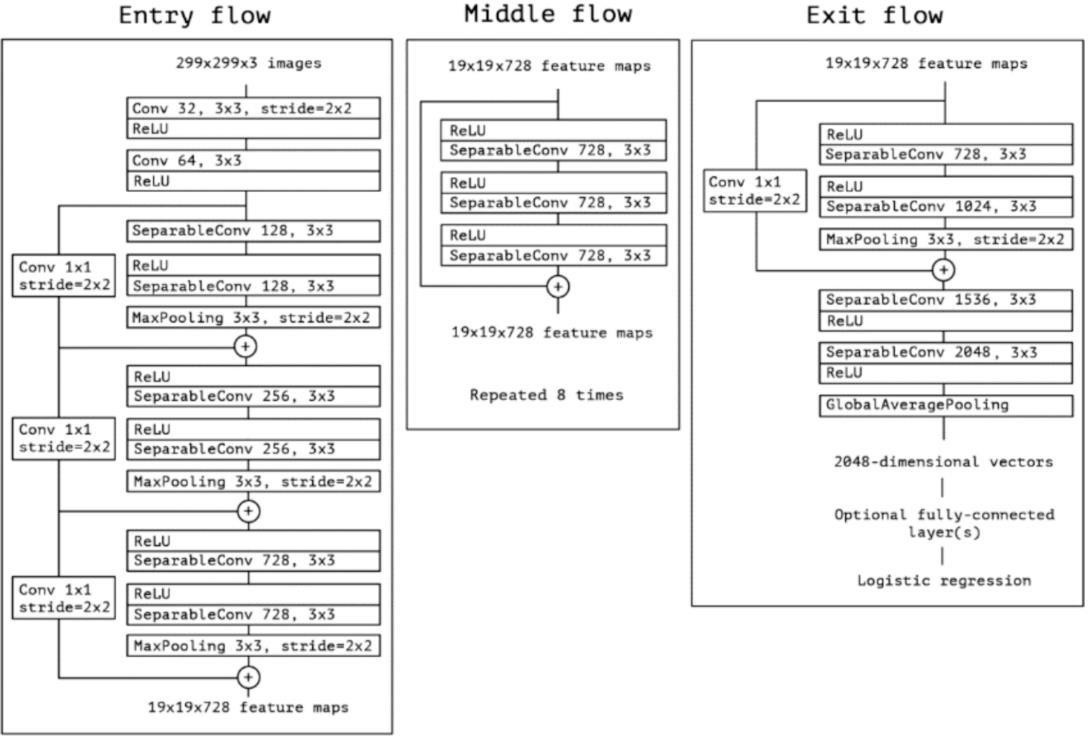 Entry flow
299x299x3 images
Conv 32, 3x3, stride=2x2
ReLU
Conv 64, 3x3
ReLU
SeparableConv 128, 3x3
Conv 1x1
stride=2x2
ReLU
SeparableConv 128, 3x3
MaxPooling 3x3, stride=2x2
+
ReLU
SeparableConv 256, 3x3
Conv 1x1
stride=2x2
ReLU
SeparableConv 256, 3x3
MaxPooling 3x3, stride=2x2
+
ReLU
SeparableConv 728, 3x3
Conv 1x1
stride=2x2
ReLU
SeparableConv 728, 3x3
MaxPooling 3x3, stride=2x2
+
19x19x728 feature maps
Middle flow
19x19x728 feature maps
ReLU
SeparableConv 728, 3x3
ReLU
SeparableConv 728, 3x3
ReLU
SeparableConv 728, 3x3
+
19x19x728 feature maps
Repeated 8 times
Exit flow
19x19x728 feature maps
ReLU
SeparableConv 728, 3x3
Conv 1x1
stride=2x2
ReLU
SeparableConv 1024, 3x3
MaxPooling 3x3, stride=2x2
+
SeparableConv 1536, 3x3
ReLU
SeparableConv 2048, 3x3
ReLU
GlobalAveragePooling
2048-dimensional vectors
Optional fully-connected
layer(s)
Logistic regression